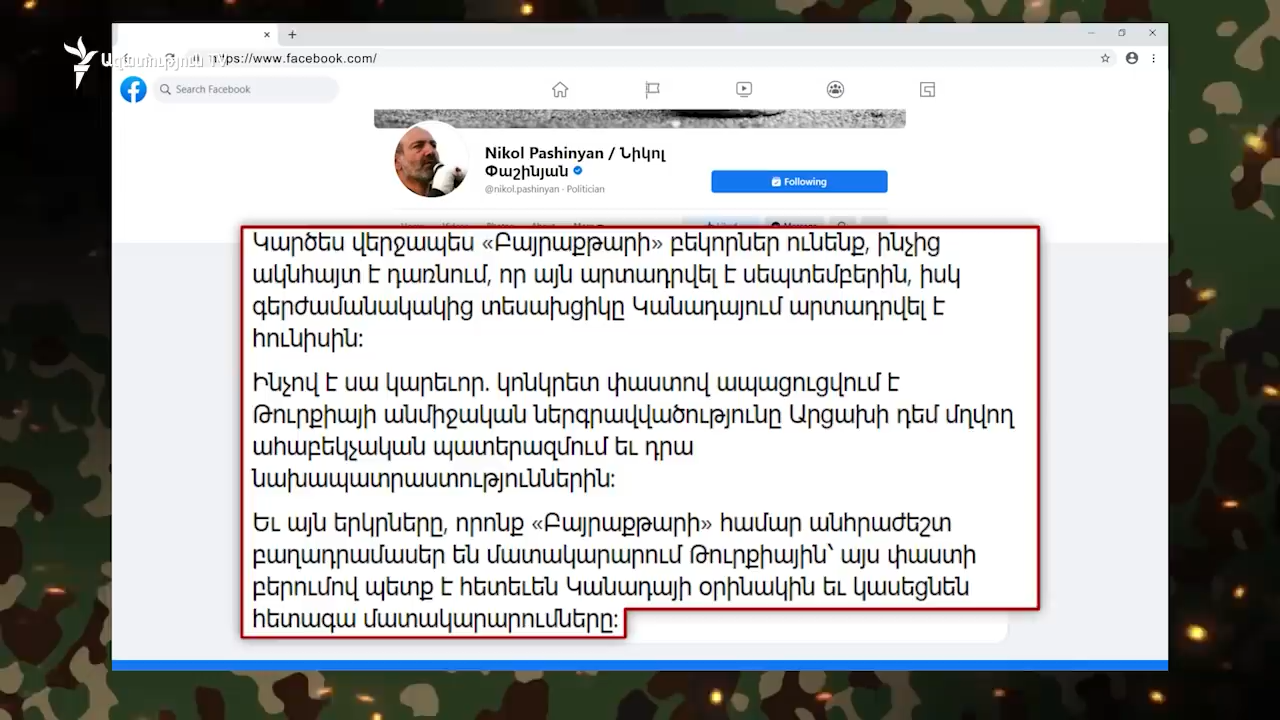 Ազատություն TV
ps://www.facebook.com/
Search Facebook
Nikol Pashinyan / Նիկոլ
Փաշինյան
@nikol.pashinyan · Politician
Following
Կարծես վերջապես «Բայրաքթարի» բեկորներ ունենք, ինչից
ակնհայտ է դառնում, որ այն արտադրվել է սեպտեմբերին, իսկ
գերժամանակակից տեսախցիկը Կանադայում արտադրվել է
հունիսին:
Ինչով է սա կարեւոր. կոնկրետ փաստով ապացուցվում է
Թուրքիայի անմիջական ներգրավվածությունը Արցախի դեմ մղվող
ահաբեկչական պատերազմում եւ դրա
նախապատրաստություններին:
Եւ այն երկրները, որոնք «Բայրաքթարի» համար անհրաժեշտ
բաղադրամասեր են մատակարարում Թուրքիային՝ այս փաստի
բերումով պետք է հետեւեն Կանադայի օրինակին եւ կասեցնեն
հետագա մատակարարումները: